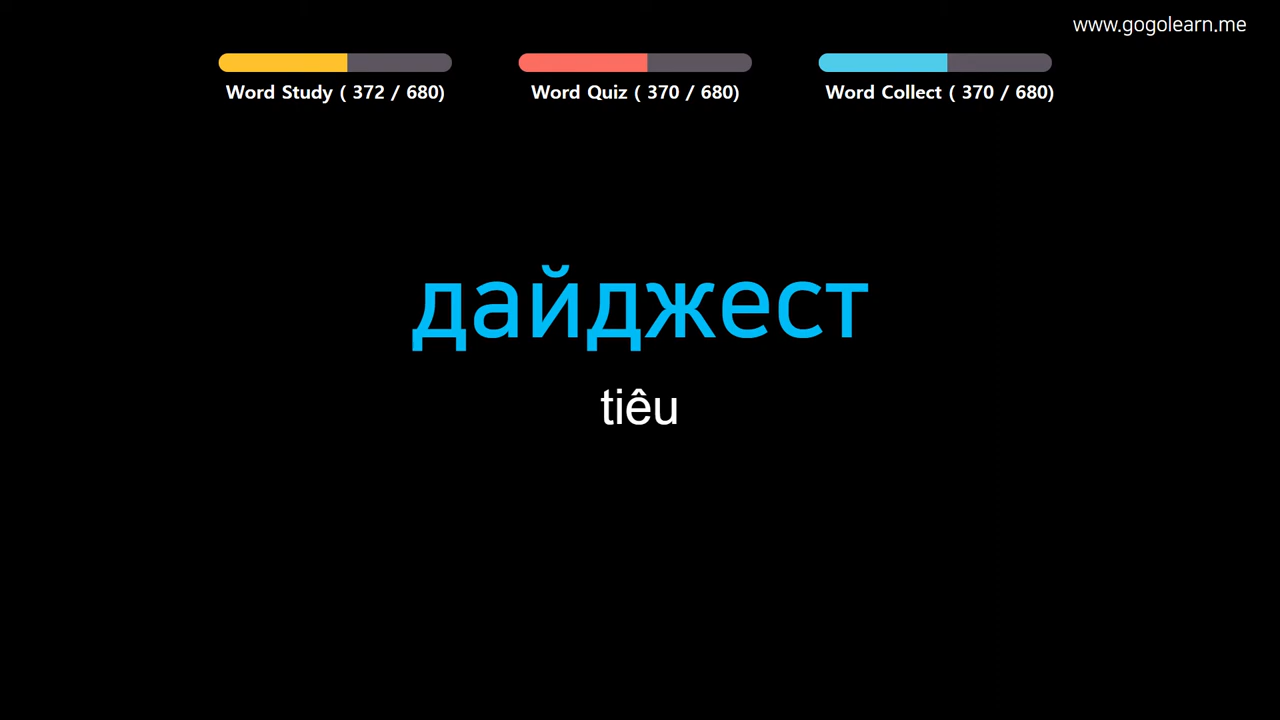 www.gogolearn.me
Word Study ( 372 / 680)
Word Quiz ( 370 / 680)
Word Collect ( 370 / 680)
дайджест
tiêu